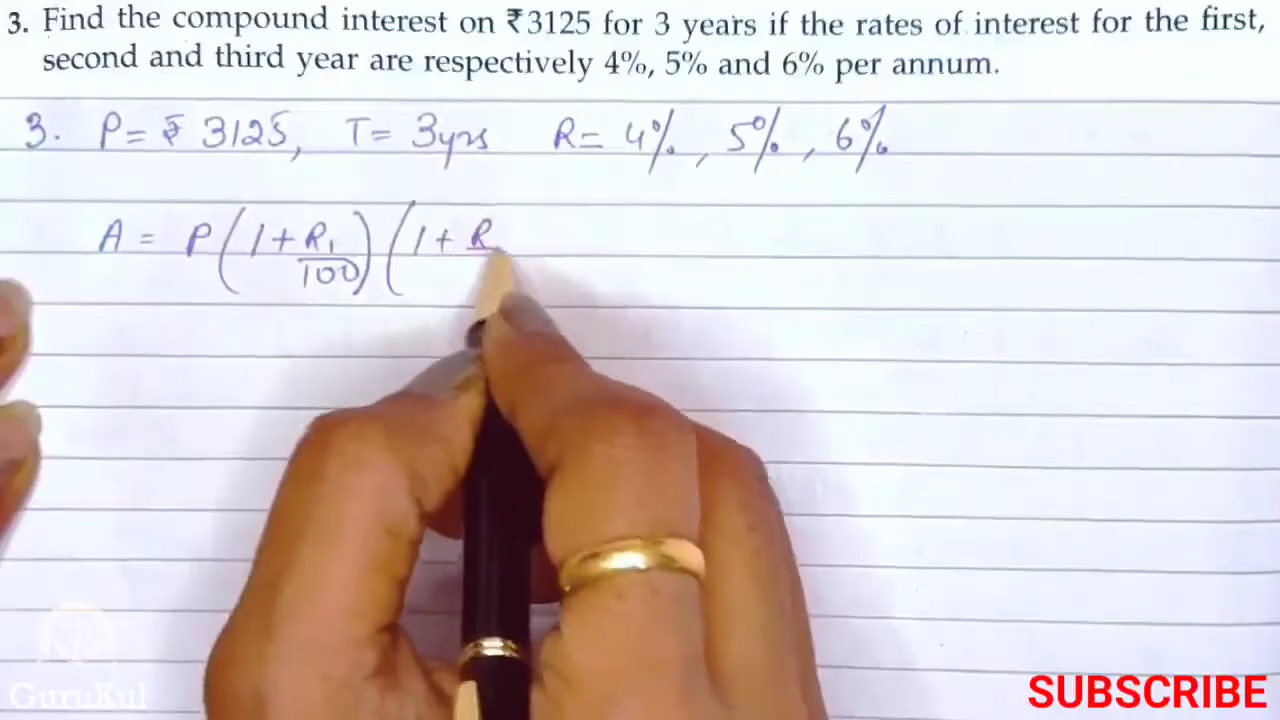 3. Find the compound interest on ₹3125 for 3 years if the rates of interest for the first,
second and third year are respectively 4%, 5% and 6% per annum.
3. P = ₹ 3125, T = 3yrs R = 4%, 5%, 6%
A = P(1 + R₁/100)(1 + R
GuruKul
SUBSCRIBE